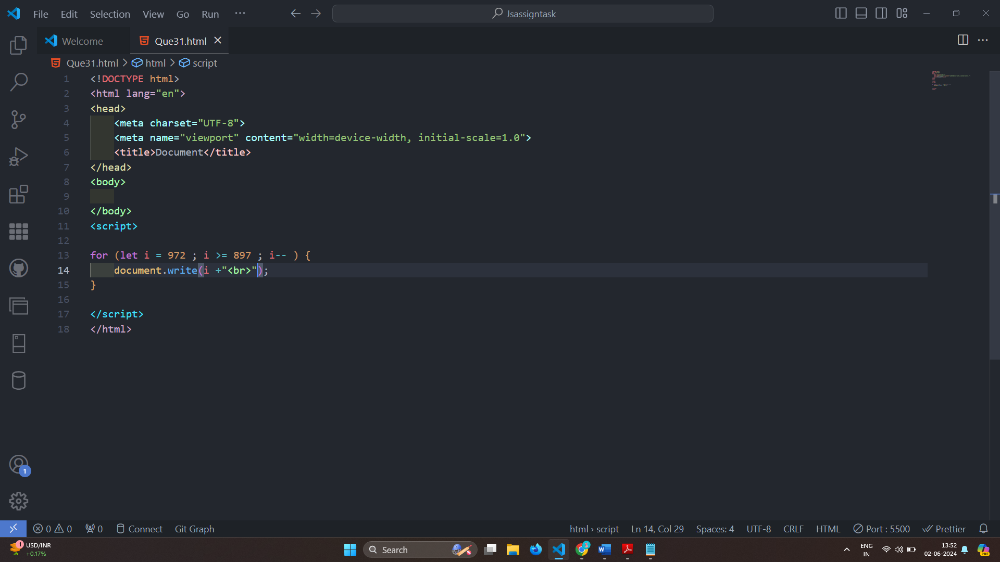 File Edit Selection View Go Run ···
Jsassigntask
Welcome
Que31.html
Que31.html > html > script
1 <!DOCTYPE html>
2 <html lang="en">
3 <head>
4     <meta charset="UTF-8">
5     <meta name="viewport" content="width=device-width, initial-scale=1.0">
6     <title>Document</title>
7 </head>
8 <body>
9
10 </body>
11 <script>
12
13 for (let i = 972 ; i >= 897 ; i-- ) {
14     document.write(i +"<br>");
15 }
16
17 </script>
18 </html>
1
0 0 0 Connect Git Graph html › script Ln 14, Col 29 Spaces: 4 UTF-8 CRLF HTML Port : 5500 Prettier
1 USD/INR
+0.17%
Search
ENG
IN
13:52
02-06-2024
PRE